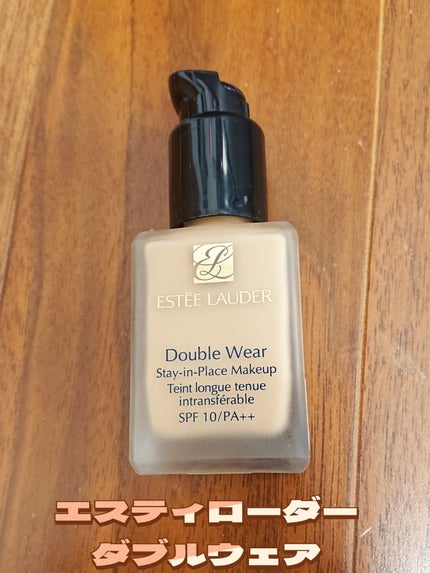 ESTĒE LAUDER
Double Wear
Stay-in-Place Makeup
Teint longue tenue
intransférable
SPF 10/PA++
エスティローダー
ダブルウェア